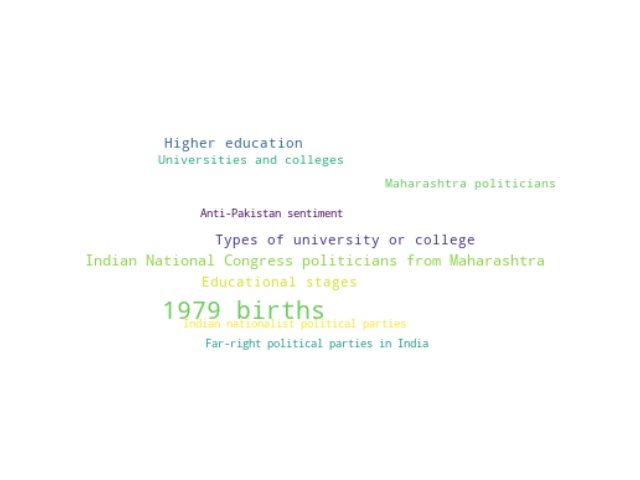 Higher education
Universities and colleges
Maharashtra politicians
Anti-Pakistan sentiment
Types of university or college
Indian National Congress politicians from Maharashtra
Educational stages
1979 births
Indian nationalist political parties
Far-right political parties in India